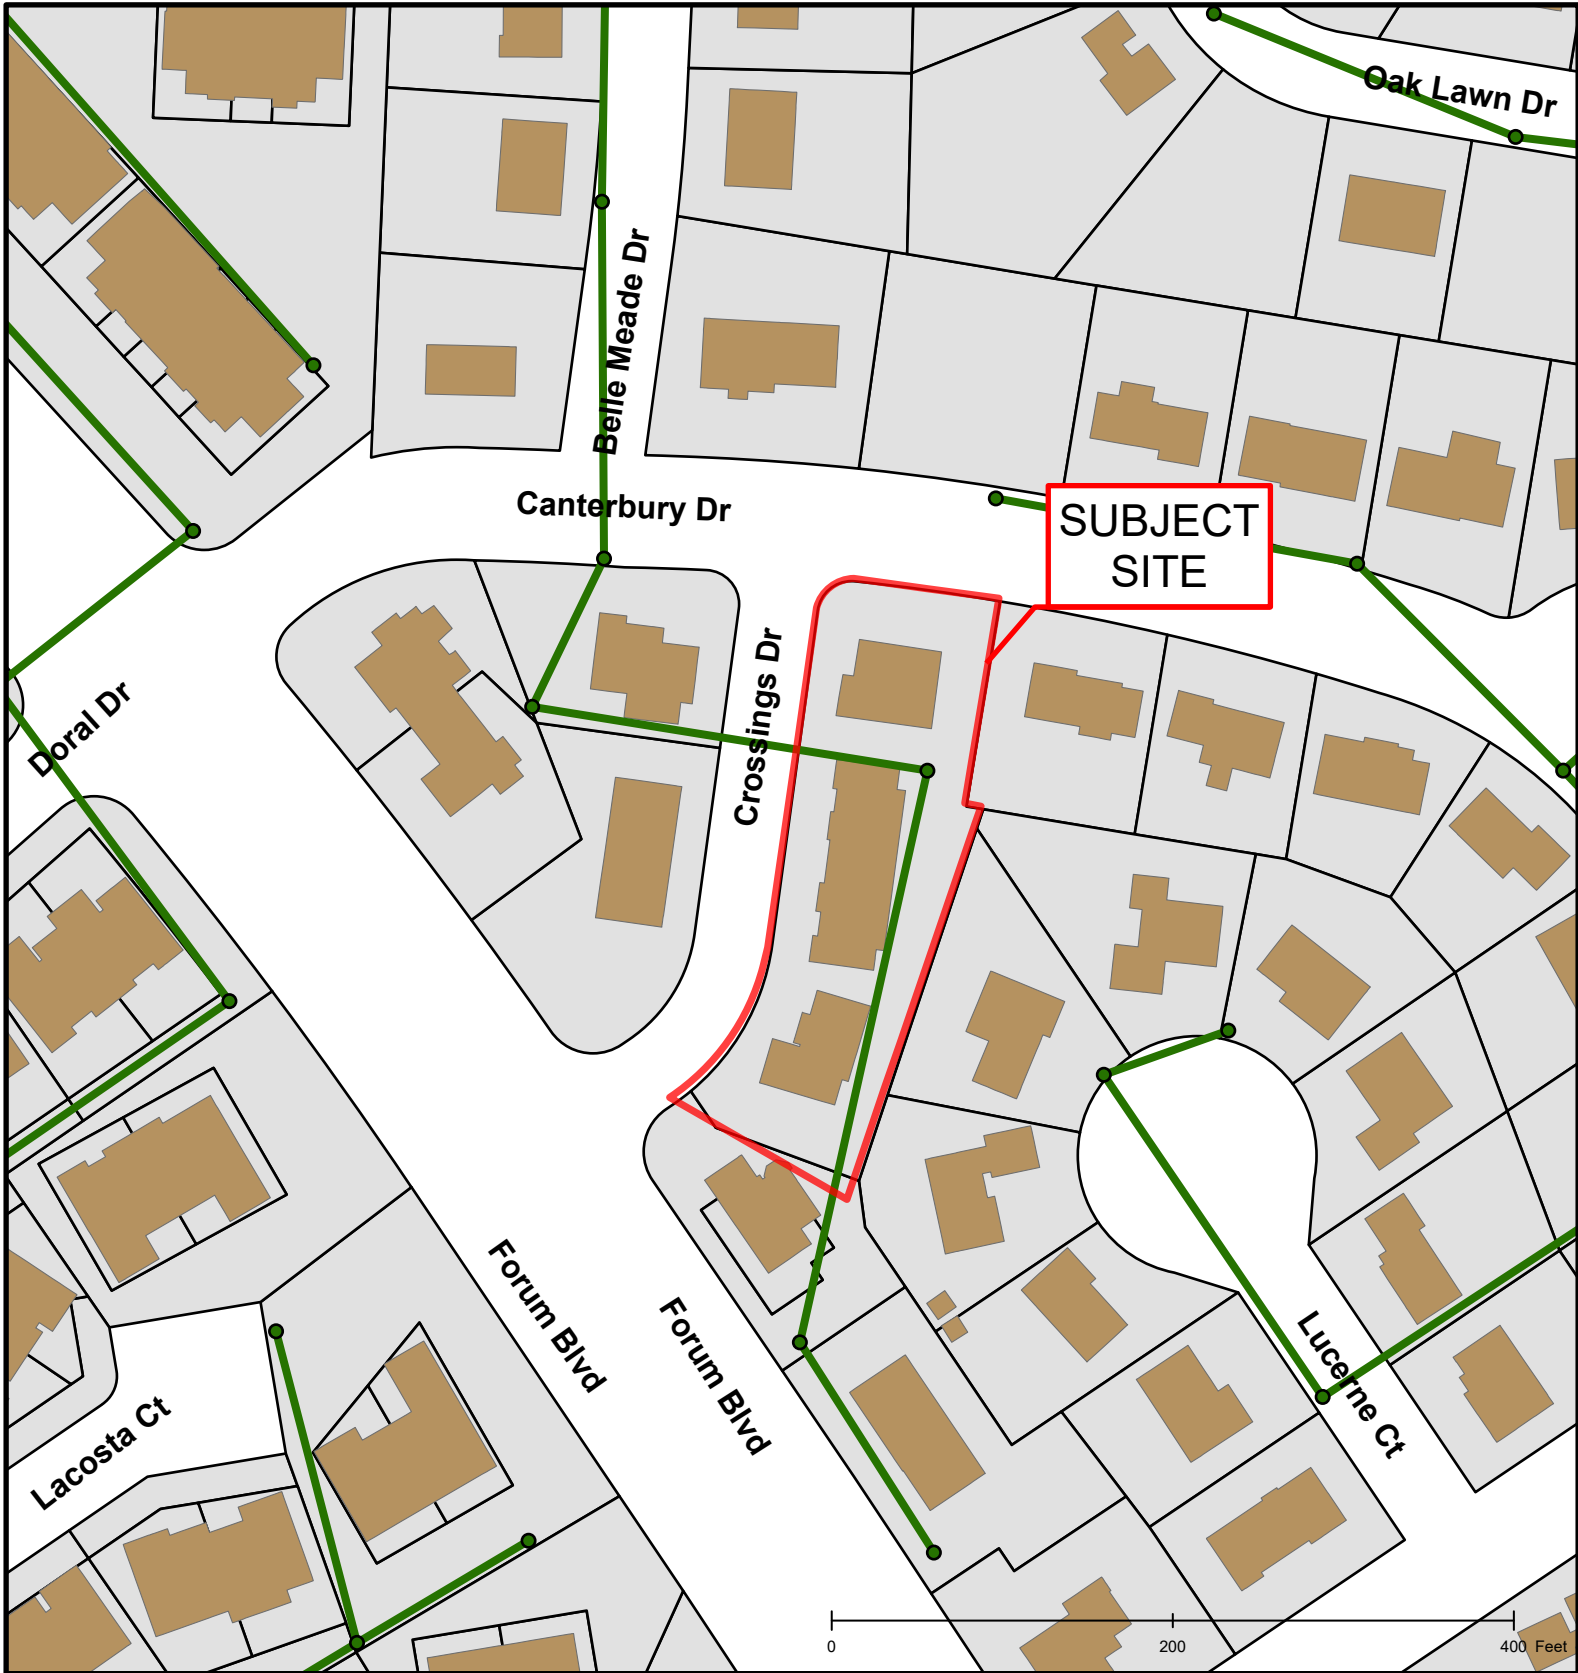 Oak Lawn Dr
Belle Meade Dr
Canterbury Dr
SUBJECT
SITE
Crossings Dr
Doral Dr
Forum Blvd
Forum Blvd
Lucerne Ct
Lacosta Ct
0 200 400 Feet